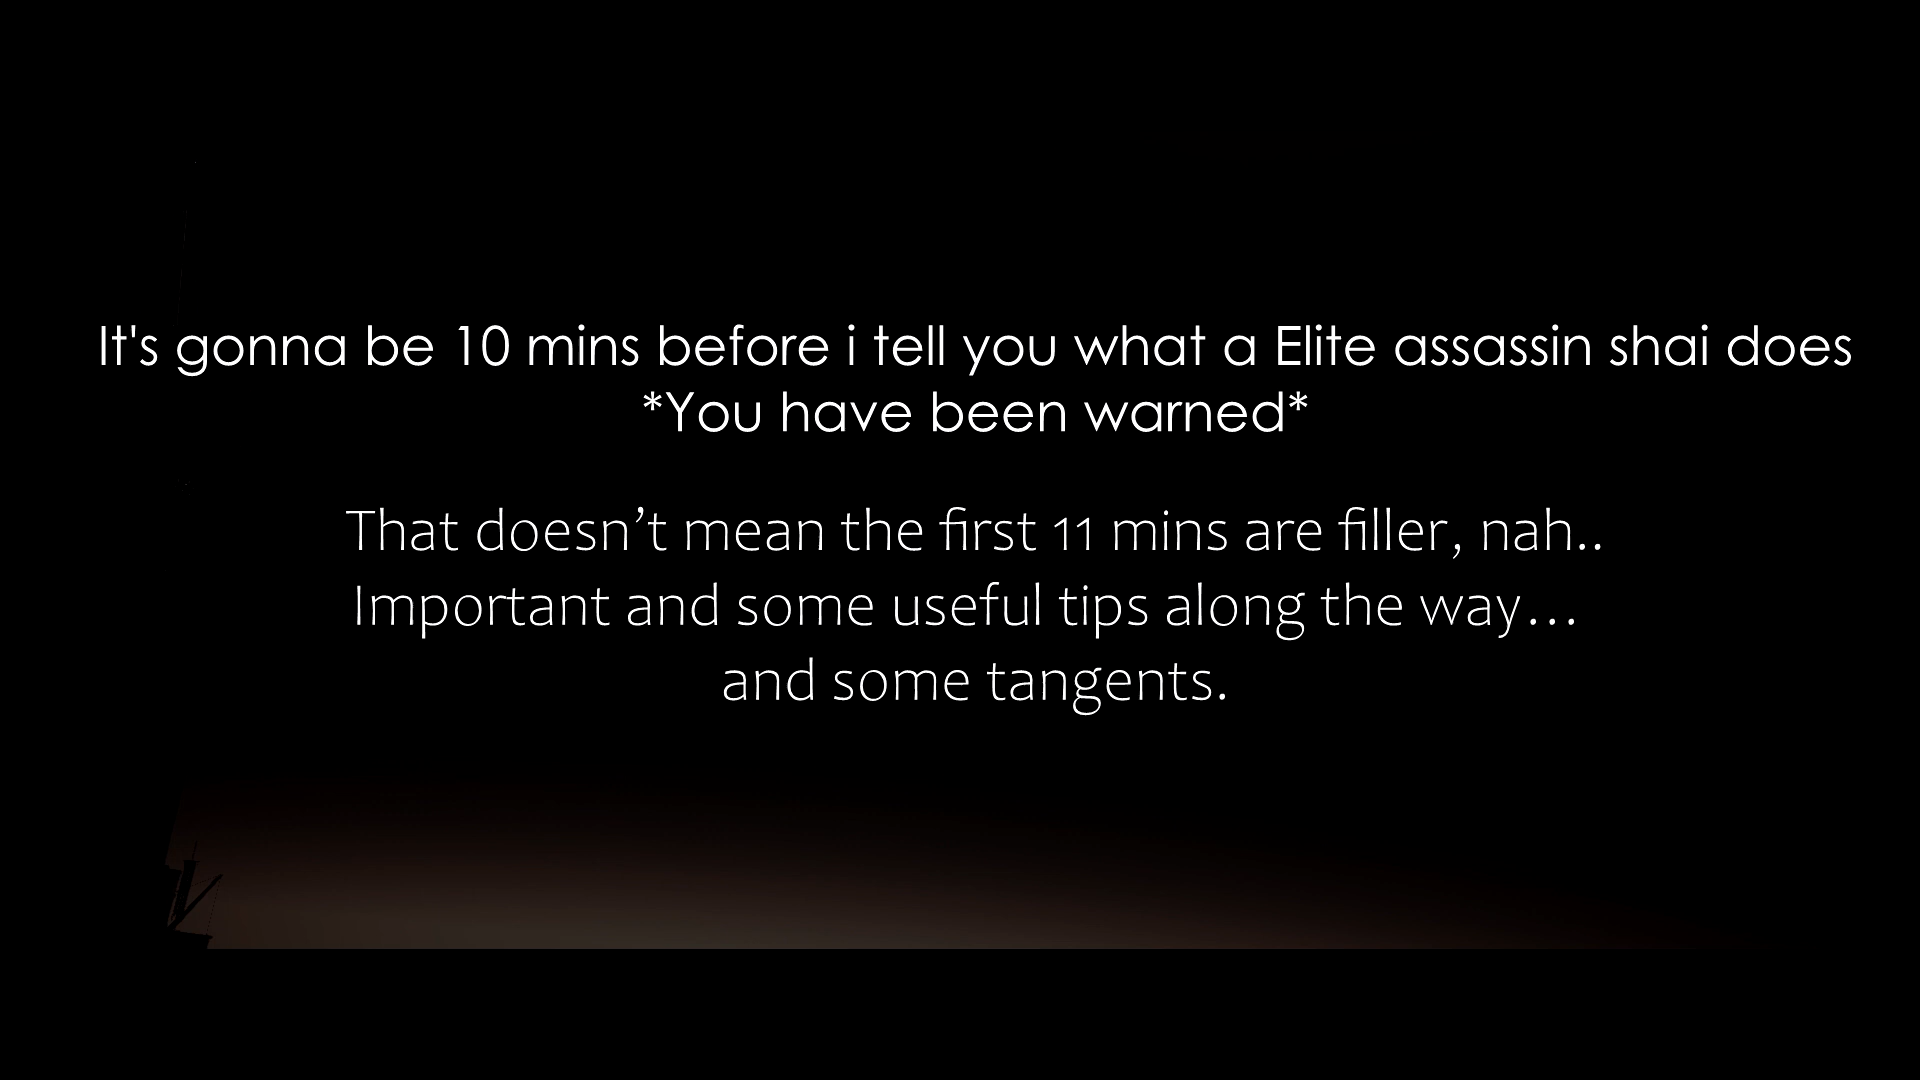 It's gonna be 10 mins before i tell you what a Elite assassin shai does
*You have been warned*
That doesn’t mean the first 11 mins are filler, nah..
Important and some useful tips along the way…
and some tangents.